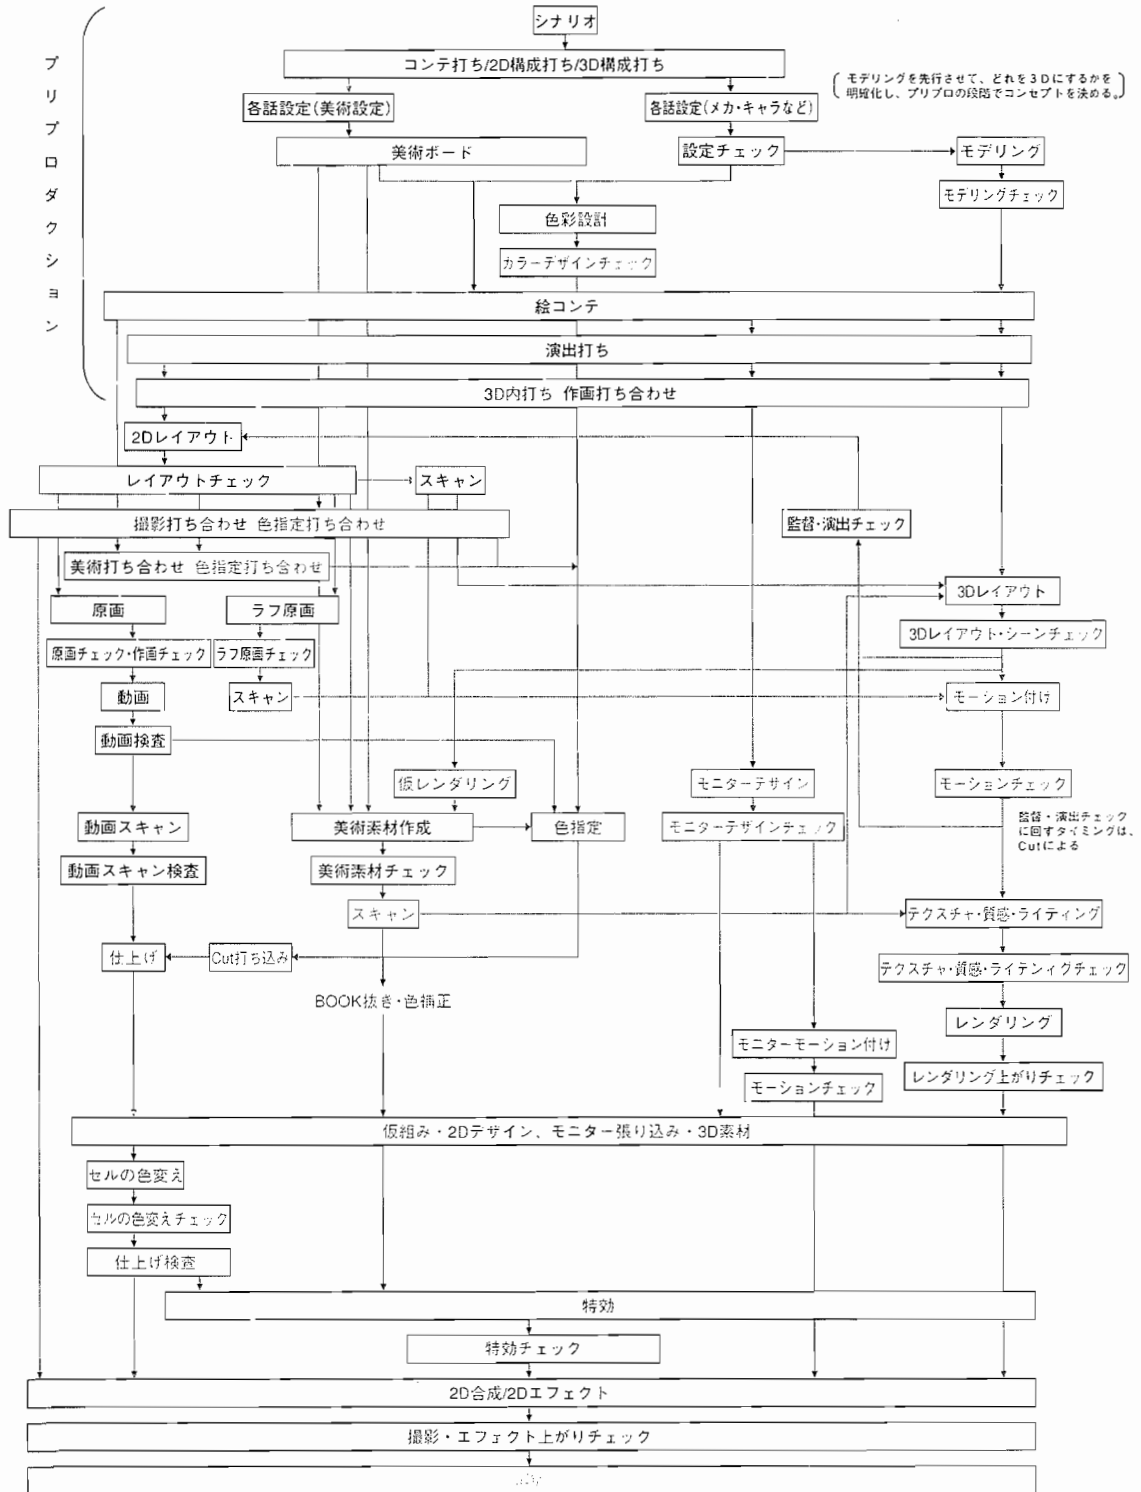 シナリオ
プリプロダクション
コンテ打ち/2D構成打ち/3D構成打ち
モデリングを先行させて、どれを3Dにするかを
明確化し、プリプロの段階でコンセプトを決める。
各話設定(美術設定)
各話設定(メカ・キャラなど)
美術ボード
設定チェック
モデリング
モデリングチェック
色彩設計
カラーデザインチェック
絵コンテ
演出打ち
3D内打ち 作画打ち合わせ
2Dレイアウト
レイアウトチェック
スキャン
撮影打ち合わせ 色指定打ち合わせ
監督・演出チェック
美術打ち合わせ 色指定打ち合わせ
3Dレイアウト
原画
ラフ原画
3Dレイアウト・シーンチェック
原画チェック・作画チェック
ラフ原画チェック
動画
スキャン
モーション付け
動画検査
仮レンダリング
モニターデザイン
モーションチェック
動画スキャン
美術素材作成
色指定
モニターデザインチェック
監督・演出チェック
に回すタイミングは、
Cutによる
動画スキャン検査
美術素材チェック
スキャン
テクスチャ・質感・ライティング
仕上げ
Cut打ち込み
テクスチャ・質感・ライティングチェック
BOOK抜き・色補正
レンダリング
モニターモーション付け
レンダリング上がりチェック
モーションチェック
仮組み・2Dデザイン、モニター張り込み・3D素材
セルの色変え
セルの色変えチェック
仕上げ検査
特効
特効チェック
2D合成/2Dエフェクト
撮影・エフェクト上がりチェック